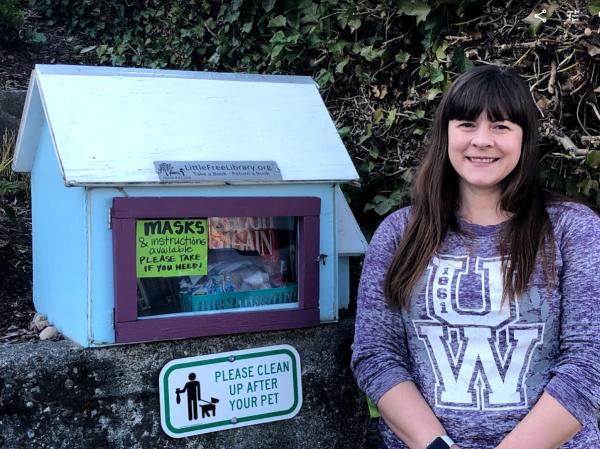 LittleFreeLibrary.org
Take a Book · Return a Book
MASKS
& instructions
available
PLEASE TAKE
IF YOU NEED!
PLEASE CLEAN
UP AFTER
YOUR PET
U
1861
W